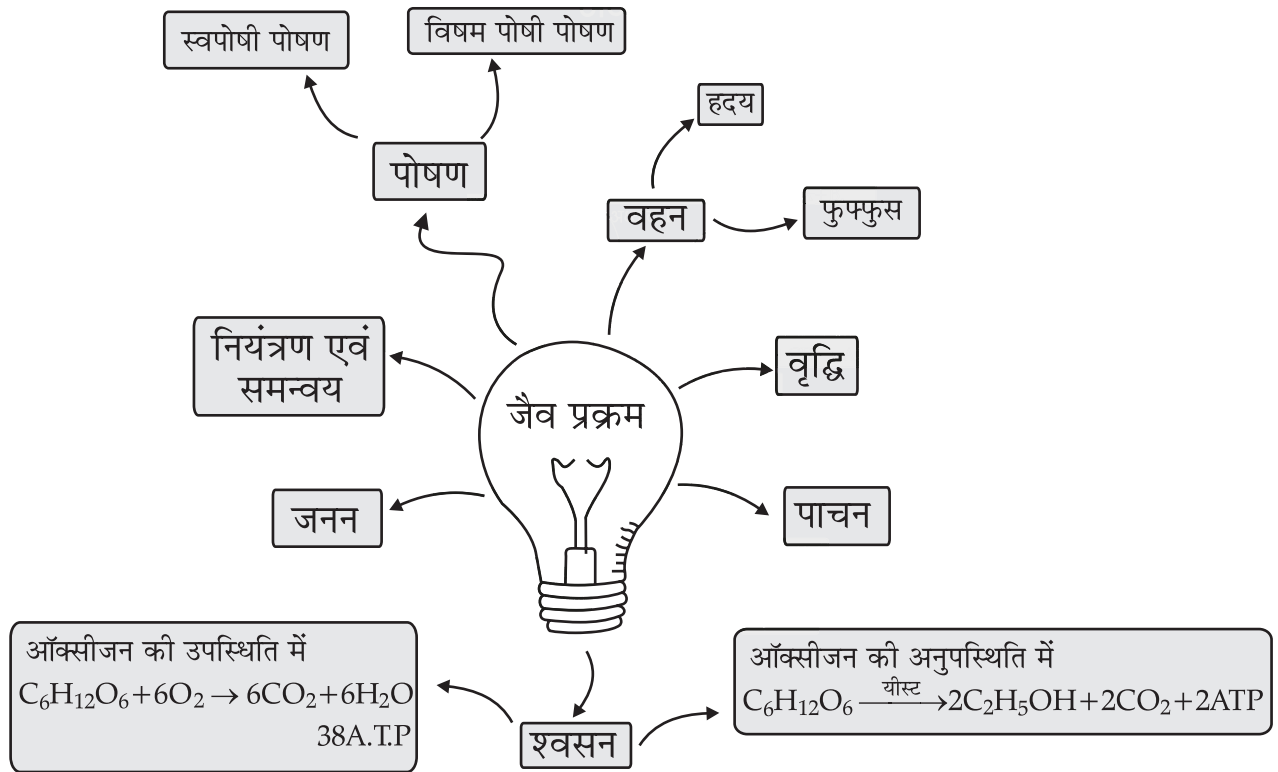 स्वपोषी पोषण
विषम पोषी पोषण
हदय
पोषण
वहन
फुफ्फुस
नियंत्रण एवं
समन्वय
वृद्धि
जैव प्रक्रम
जनन
पाचन
ऑक्सीजन की उपस्थिति में
C₆H₁₂O₆+6O₂ → 6CO₂+6H₂O
38A.T.P
ऑक्सीजन की अनुपस्थिति में
C₆H₁₂O₆ —यीस्ट→2C₂H₅OH+2CO₂+2ATP
श्वसन